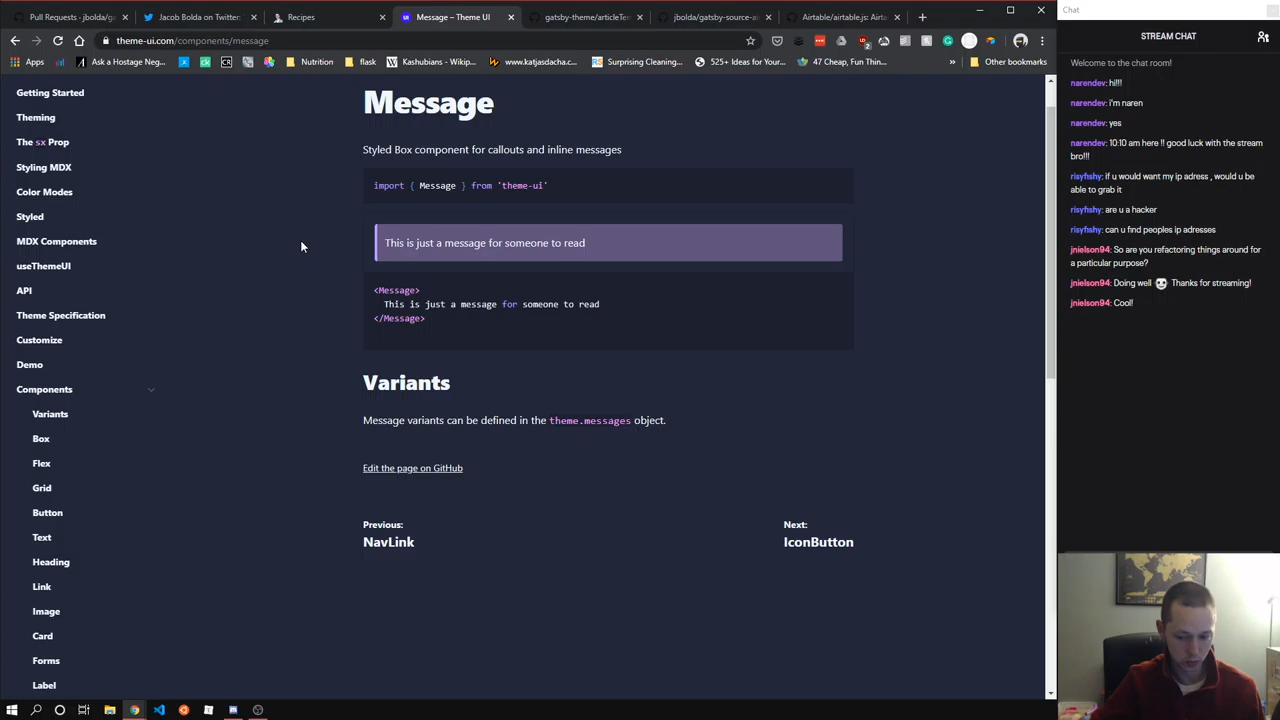 Pull Requests · jbolda/ga
Jacob Bolda on Twitter:
Recipes
Message – Theme UI
gatsby-theme/articleTem
jbolda/gatsby-source-ai
Airtable/airtable.js: Airta
theme-ui.com/components/message
Apps
Ask a Hostage Neg...
Nutrition
flask
Kashubians - Wikip...
www.katjasdacha.c...
Surprising Cleaning...
525+ Ideas for Your...
47 Cheap, Fun Thin...
»
Other bookmarks
Getting Started
Theming
The sx Prop
Styling MDX
Color Modes
Styled
MDX Components
useThemeUI
API
Theme Specification
Customize
Demo
Components
Variants
Box
Flex
Grid
Button
Text
Heading
Link
Image
Card
Forms
Label
Message
Styled Box component for callouts and inline messages
import { Message } from 'theme-ui'
This is just a message for someone to read
<Message>
This is just a message for someone to read
</Message>
Variants
Message variants can be defined in the theme.messages object.
Edit the page on GitHub
Previous:
NavLink
Next:
IconButton
Chat
STREAM CHAT
Welcome to the chat room!
narendev: hi!!!
narendev: i'm naren
narendev: yes
narendev: 10:10 am here !! good luck with the stream
bro!!!
risyfishy: if u would want my ip adress , would u be
able to grab it
risyfishy: are u a hacker
risyfishy: can u fnd peoples ip adresses
jnielson94: So are you refactoring things around for
a particular purpose?
jnielson94: Doing well Thanks for streaming!
jnielson94: Cool!